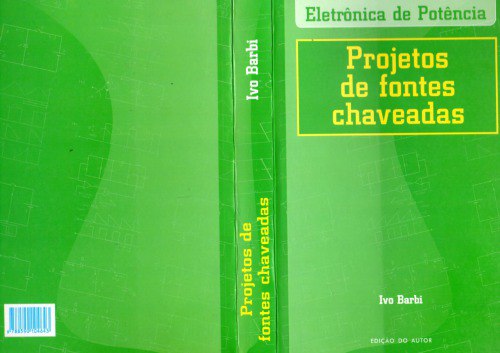 Eletrônica de Potência
Projetos
de fontes
chaveadas
Ivo Barbi
EDIÇÃO DO AUTOR
Ivo Barbi
Projetos de
fontes chaveadas